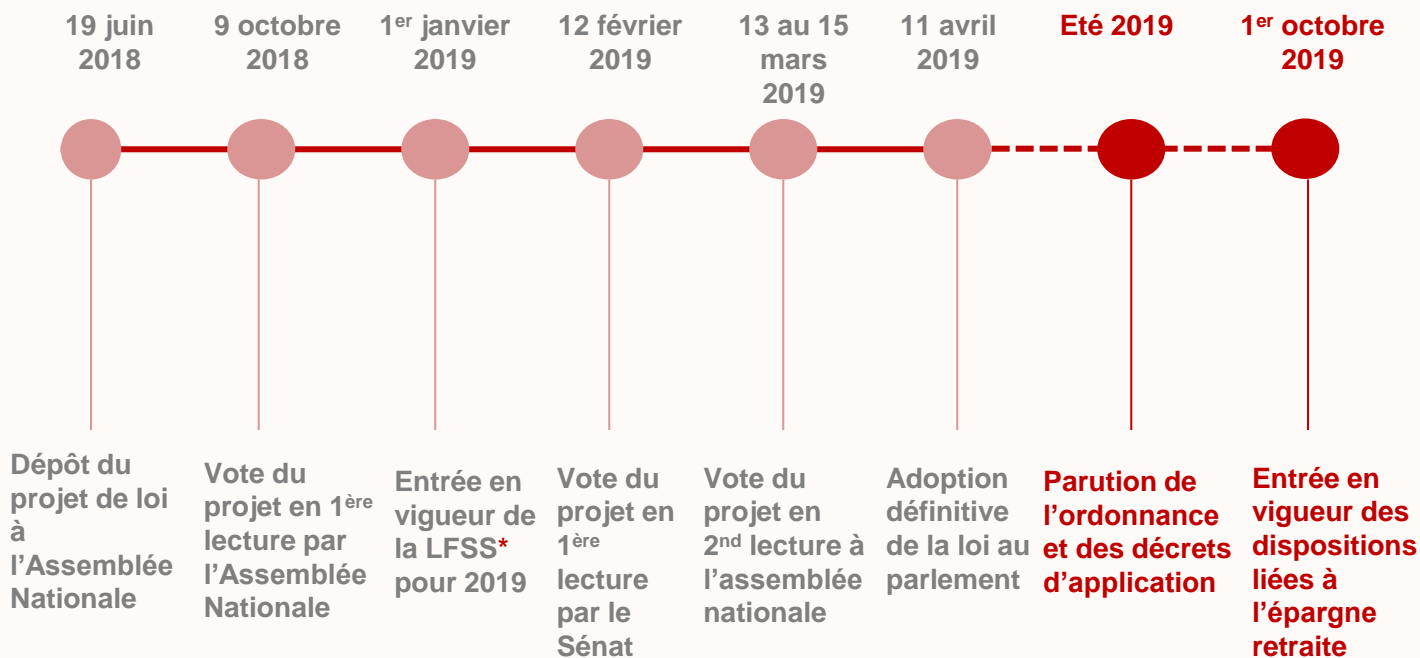 19 juin
2018
9 octobre
2018
1er janvier
2019
12 février
2019
13 au 15
mars
2019
11 avril
2019
Eté 2019
1er octobre
2019
Dépôt du
projet de loi
à
l’Assemblée
Nationale
Vote du
projet en 1ère
lecture par
l’Assemblée
Nationale
Entrée en
vigueur de
la LFSS*
pour 2019
Vote du
projet en
1ère
lecture
par le
Sénat
Vote du
projet en
2nd lecture à
l’assemblée
nationale
Adoption
définitive
de la loi au
parlement
Parution de
l’ordonnance
et des décrets
d’application
Entrée en
vigueur des
dispositions
liées à
l’épargne
retraite